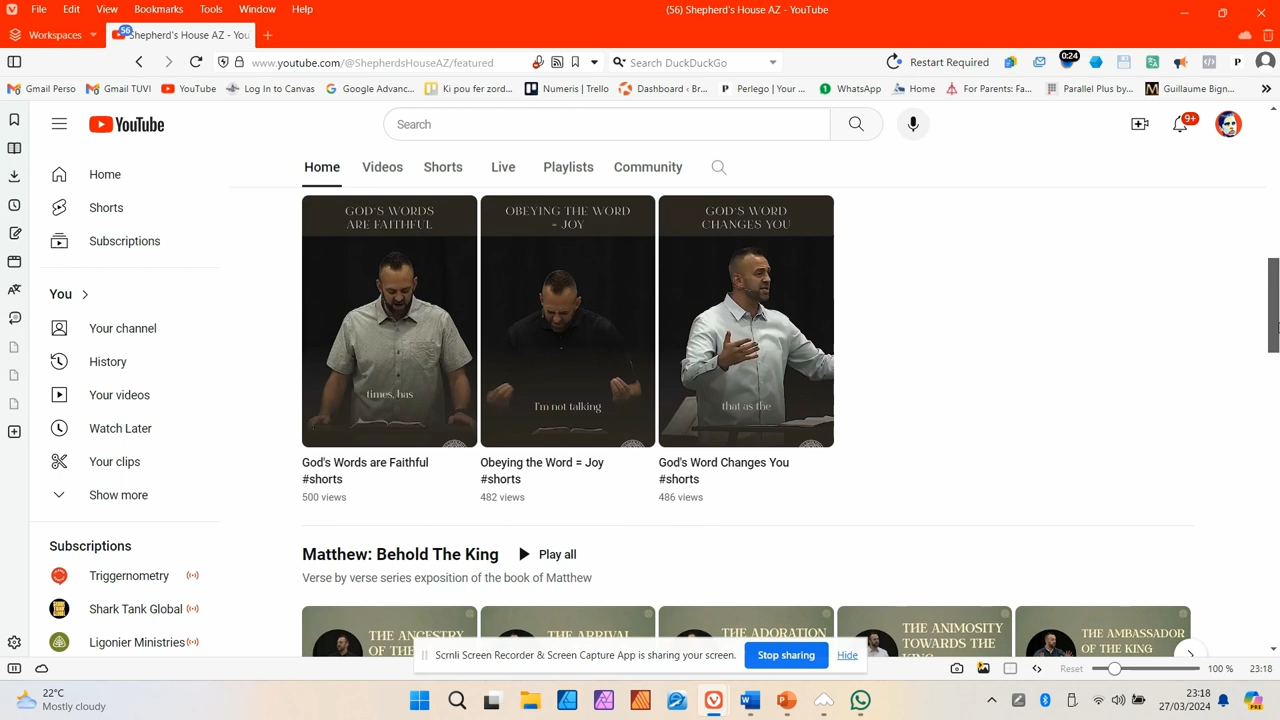 File Edit View Bookmarks Tools Window Help
(56) Shepherd's House AZ - YouTube
Workspaces
56
Shepherd's House AZ - You
www.youtube.com/@ShepherdsHouseAZ/featured
Search DuckDuckGo
0:24
Restart Required
P
Gmail Perso
Gmail TUVI
YouTube
Log In to Canvas
Google Advanc...
Ki pou fer zord...
Numeris | Trello
Dashboard ‹ Br...
Perlego | Your ...
WhatsApp
Home
For Parents: Fa...
Parallel Plus by...
Guillaume Bign...
YouTube
Search
9+
Home
Videos
Shorts
Live
Playlists
Community
Home
Shorts
Subscriptions
You
Your channel
History
Your videos
Watch Later
Your clips
Show more
Subscriptions
Triggernometry
Shark Tank Global
Ligonier Ministries
GOD'S WORDS
ARE FAITHFUL
times, has
God's Words are Faithful
#shorts
500 views
OBEYING THE WORD
= JOY
I'm not talking
Obeying the Word = Joy
#shorts
482 views
GOD'S WORD
CHANGES YOU
that as the
God's Word Changes You
#shorts
486 views
Matthew: Behold The King
Play all
Verse by verse series exposition of the book of Matthew
THE ANCESTRY
OF THE
THE ARRIVAL
THE ADORATION
THE ANIMOSITY
TOWARDS THE
THE AMBASSADOR
OF THE KING
Scrnli Screen Recorder & Screen Capture App is sharing your screen.
Stop sharing
Hide
Reset
100 %
23:18
22°C
Mostly cloudy
23:18
27/03/2024